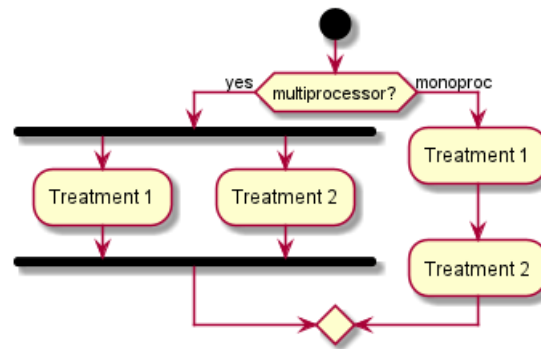 yes
multiprocessor?
monoproc
Treatment 1
Treatment 2
Treatment 1
Treatment 2